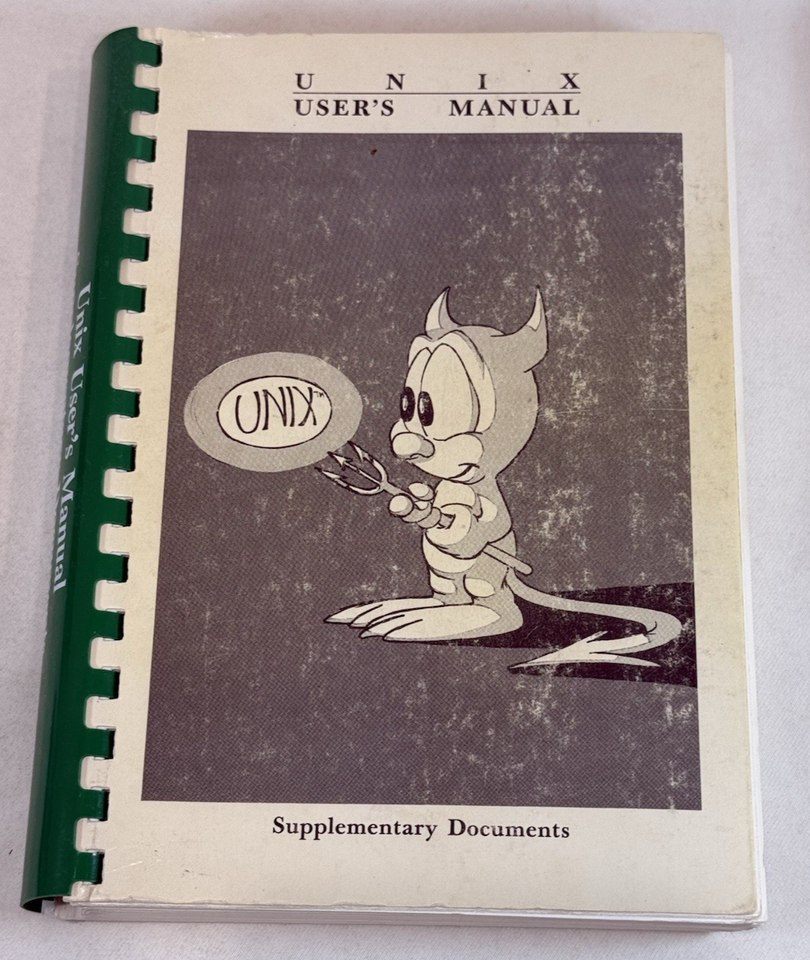 U N I X
USER'S MANUAL
UNIX™
Supplementary Documents
Unix User's Manual